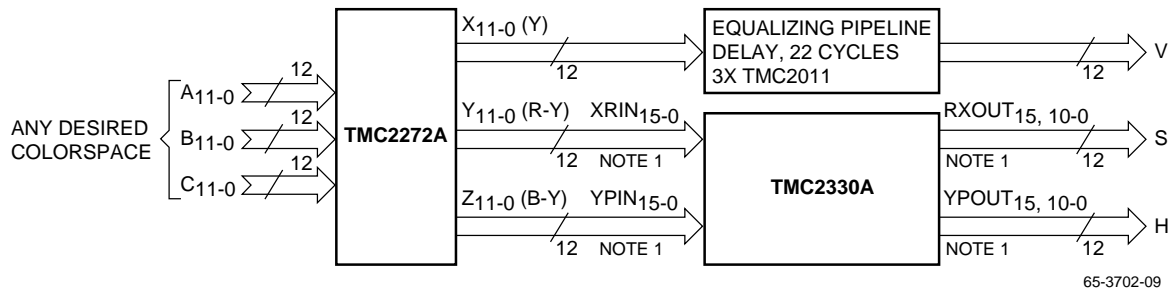 ANY DESIRED
COLORSPACE
A11-0
12
B11-0
12
C11-0
12
TMC2272A
X11-0 (Y)
12
Y11-0 (R-Y)
XRIN15-0
12
NOTE 1
Z11-0 (B-Y)
YPIN15-0
12
NOTE 1
EQUALIZING PIPELINE
DELAY, 22 CYCLES
3X TMC2011
TMC2330A
12
V
RXOUT15, 10-0
NOTE 1
12
S
YPOUT15, 10-0
NOTE 1
12
H
65-3702-09